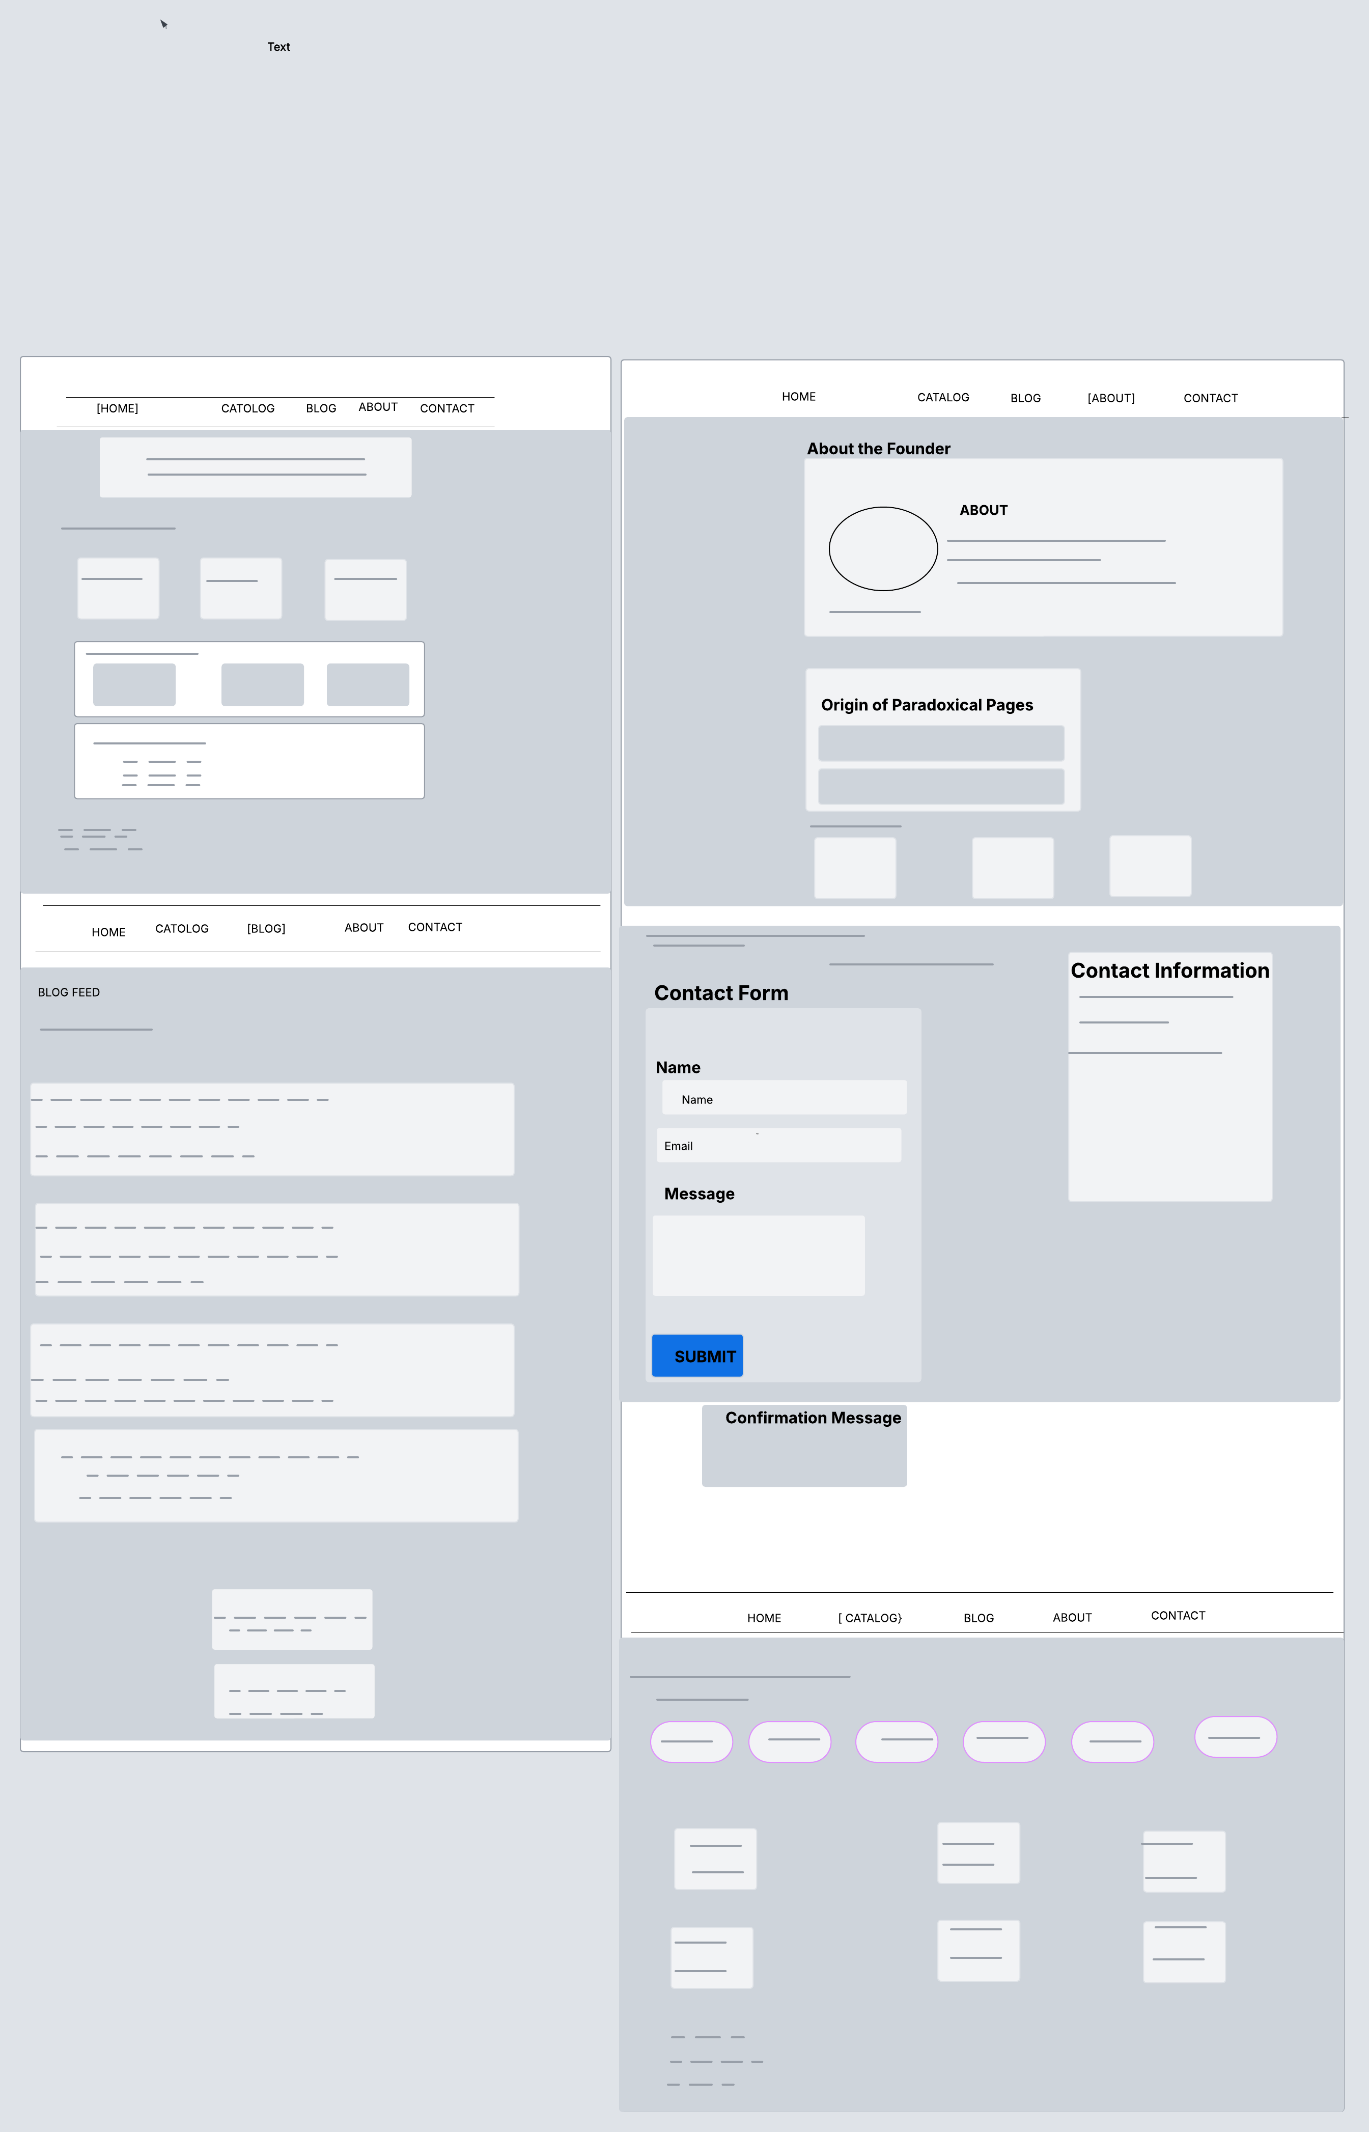 Text
[HOME] CATOLOG BLOG ABOUT CONTACT
HOME CATOLOG [BLOG] ABOUT CONTACT
BLOG FEED
HOME CATALOG BLOG [ABOUT] CONTACT
About the Founder
ABOUT
Origin of Paradoxical Pages
Contact Form
Name
Name
Email
Message
SUBMIT
Contact Information
Confirmation Message
HOME [ CATALOG} BLOG ABOUT CONTACT